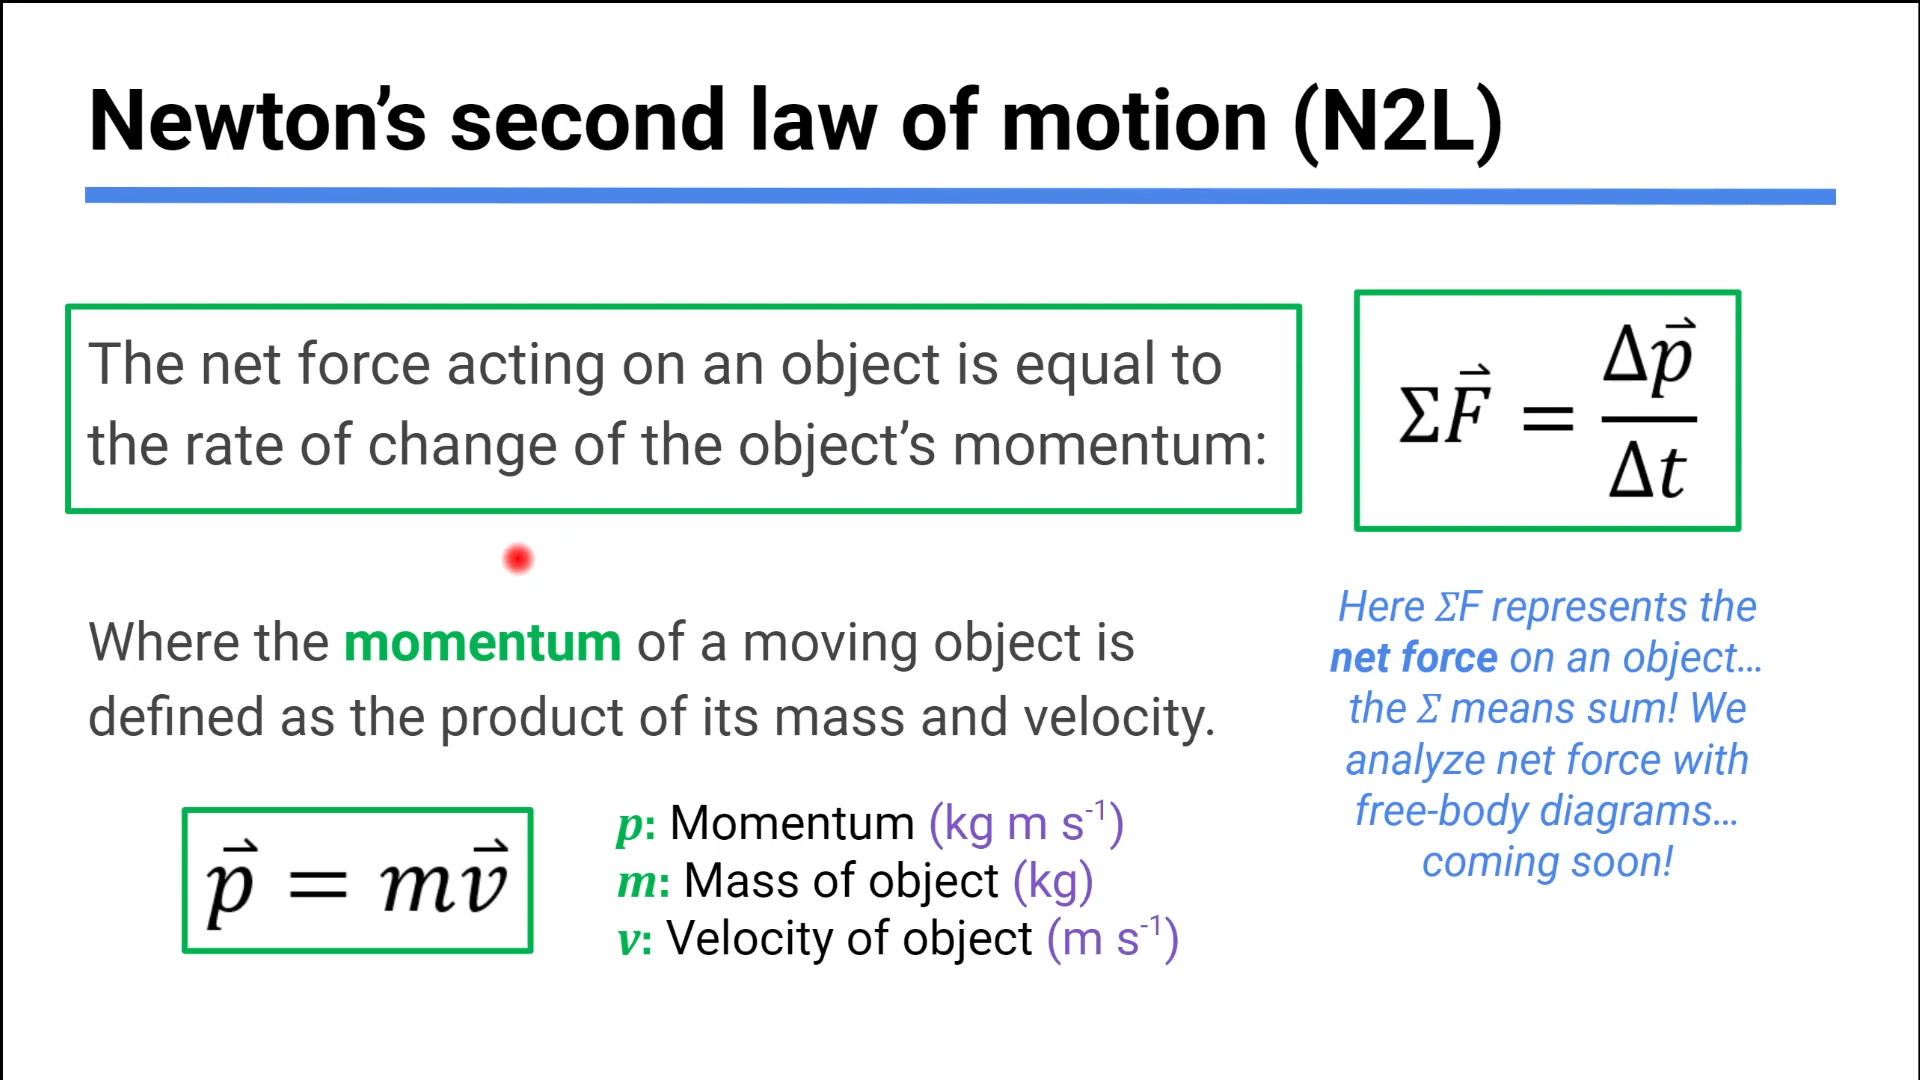 Newton’s second law of motion (N2L)
The net force acting on an object is equal to
the rate of change of the object’s momentum:
ΣF⃗ = Δp⃗ / Δt
Where the momentum of a moving object is
defined as the product of its mass and velocity.
p⃗ = mv⃗
p: Momentum (kg m s⁻¹)
m: Mass of object (kg)
v: Velocity of object (m s⁻¹)
Here ΣF represents the
net force on an object…
the Σ means sum! We
analyze net force with
free-body diagrams…
coming soon!